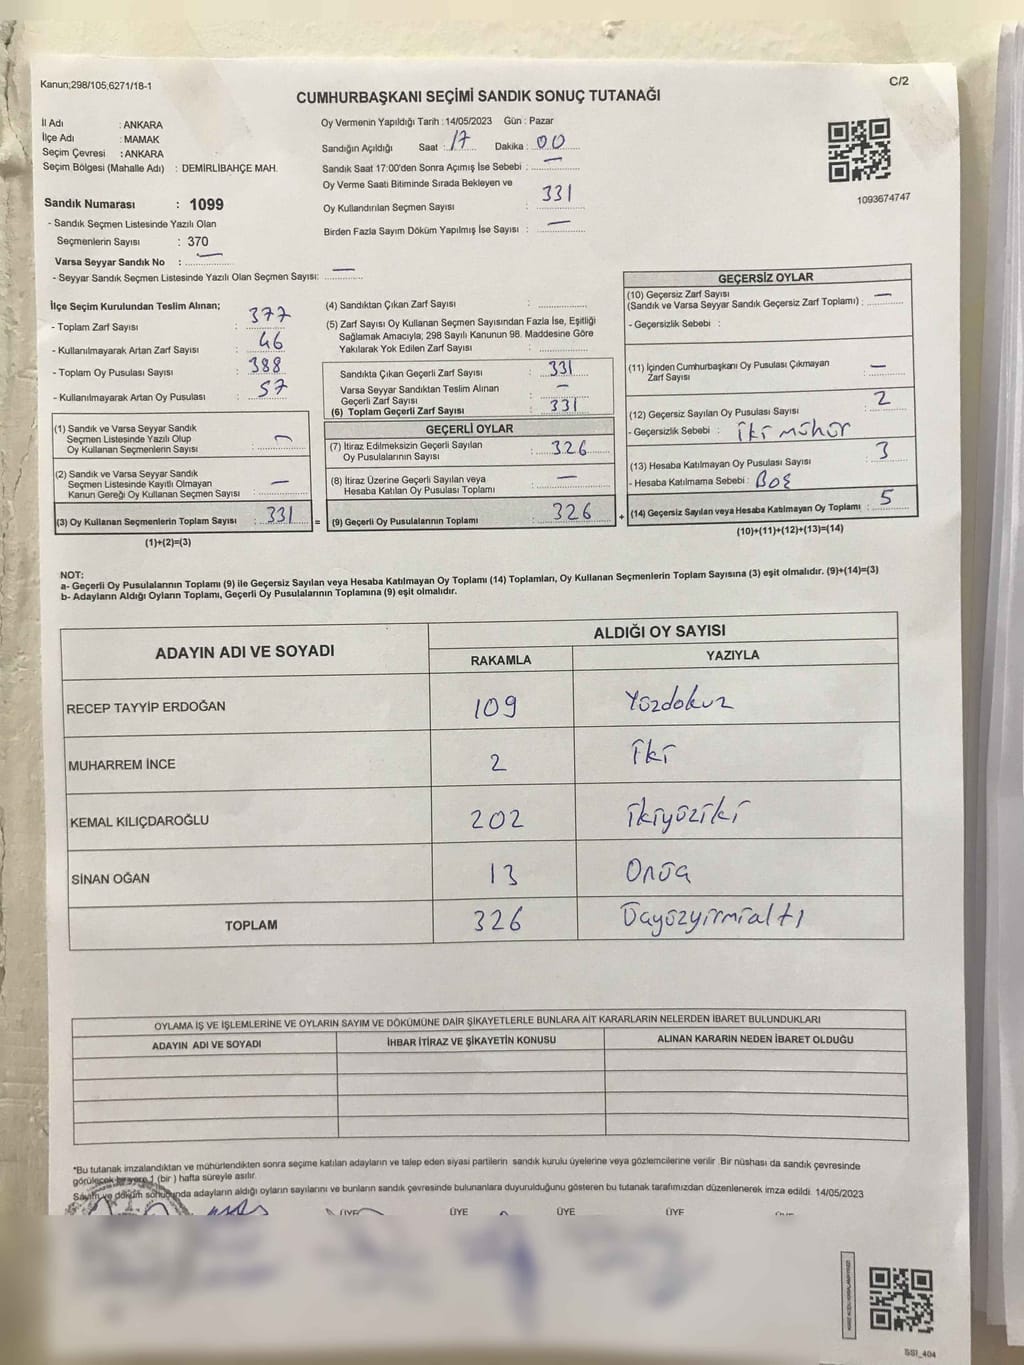 Kanun;298/105,6271/18-1
C/2
CUMHURBAŞKANI SEÇİMİ SANDIK SONUÇ TUTANAĞI
İl Adı : ANKARA
İlçe Adı : MAMAK
Seçim Çevresi : ANKARA
Seçim Bölgesi (Mahalle Adı) : DEMİRLİBAHÇE MAH.
Sandık Numarası : 1099
- Sandık Seçmen Listesinde Yazılı Olan
Seçmenlerin Sayısı : 370
Varsa Seyyar Sandık No : —
- Seyyar Sandık Seçmen Listesinde Yazılı Olan Seçmen Sayısı: —
Oy Vermenin Yapıldığı Tarih : 14/05/2023 Gün : Pazar
Sandığın Açıldığı Saat : 17 Dakika : 00
Sandık Saat 17:00'den Sonra Açımış İse Sebebi : —
Oy Verme Saati Bitiminde Sırada Bekleyen ve
Oy Kullandırılan Seçmen Sayısı : 331
Birden Fazla Sayım Döküm Yapılmış İse Sayısı : —
1093674747
İlçe Seçim Kurulundan Teslim Alınan;
- Toplam Zarf Sayısı : 377
- Kullanılmayarak Artan Zarf Sayısı : 46
- Toplam Oy Pusulası Sayısı : 388
- Kullanılmayarak Artan Oy Pusulası : 57
(1) Sandık ve Varsa Seyyar Sandık
Seçmen Listesinde Yazılı Olup
Oy Kullanan Seçmenlerin Sayısı :
(2) Sandık ve Varsa Seyyar Sandık
Seçmen Listesinde Kayıtlı Olmayan
Kanun Gereği Oy Kullanan Seçmen Sayısı : —
(3) Oy Kullanan Seçmenlerin Toplam Sayısı : 331 =
(1)+(2)=(3)
(4) Sandıktan Çıkan Zarf Sayısı :
(5) Zarf Sayısı Oy Kullanan Seçmen Sayısından Fazla İse, Eşitliği
Sağlamak Amacıyla; 298 Sayılı Kanunun 98. Maddesine Göre
Yakılarak Yok Edilen Zarf Sayısı :
Sandıkta Çıkan Geçerli Zarf Sayısı : 331
Varsa Seyyar Sandıktan Teslim Alınan
Geçerli Zarf Sayısı : —
(6) Toplam Geçerli Zarf Sayısı : 331
GEÇERLİ OYLAR
(7) İtiraz Edilmeksizin Geçerli Sayılan
Oy Pusulalarının Sayısı : 326
(8) İtiraz Üzerine Geçerli Sayılan veya
Hesaba Katılan Oy Pusulası Toplamı : —
(9) Geçerli Oy Pusulalarının Toplamı : 326 +
GEÇERSİZ OYLAR
(10) Geçersiz Zarf Sayısı
(Sandık ve Varsa Seyyar Sandık Geçersiz Zarf Toplamı) : —
- Geçersizlik Sebebi :
(11) İçinden Cumhurbaşkanı Oy Pusulası Çıkmayan
Zarf Sayısı : —
(12) Geçersiz Sayılan Oy Pusulası Sayısı : 2
- Geçersizlik Sebebi : iki mühür
(13) Hesaba Katılmayan Oy Pusulası Sayısı : 3
- Hesaba Katılmama Sebebi : Boş
(14) Geçersiz Sayılan veya Hesaba Katılmayan Oy Toplamı : 5
(10)+(11)+(12)+(13)=(14)
NOT:
a- Geçerli Oy Pusulalarının Toplamı (9) ile Geçersiz Sayılan veya Hesaba Katılmayan Oy Toplamı (14) Toplamları, Oy Kullanan Seçmenlerin Toplam Sayısına (3) eşit olmalıdır. (9)+(14)=(3)
b- Adayların Aldığı Oyların Toplamı, Geçerli Oy Pusulalarının Toplamına (9) eşit olmalıdır.
ADAYIN ADI VE SOYADI
ALDIĞI OY SAYISI
RAKAMLA YAZIYLA
RECEP TAYYİP ERDOĞAN 109 Yüzdokuz
MUHARREM İNCE 2 iki
KEMAL KILIÇDAROĞLU 202 ikiyüziki
SİNAN OĞAN 13 Onüç
TOPLAM 326 Üçyüzyirmialtı
OYLAMA İŞ VE İŞLEMLERİNE VE OYLARIN SAYIM VE DÖKÜMÜNE DAİR ŞİKAYETLERLE BUNLARA AİT KARARLARIN NELERDEN İBARET BULUNDUKLARI
ADAYIN ADI VE SOYADI İHBAR İTİRAZ VE ŞİKAYETİN KONUSU ALINAN KARARIN NEDEN İBARET OLDUĞU
*Bu tutanak imzalandıktan ve mühürlendikten sonra seçime katılan adayların ve talep eden siyasi partilerin sandık kurulu üyelerine veya gözlemcilerine verilir. Bir nüshası da sandık çevresinde
görülecek bir yere 1 (bir ) hafta süreyle asılır.
Sayım ve döküm sonucunda adayların aldığı oyların sayılarını ve bunların sandık çevresinde bulunanlara duyurulduğunu gösteren bu tutanak tarafımızdan düzenlenerek imza edildi. 14/05/2023
ÜYE ÜYE ÜYE ÜYE
SSI_404